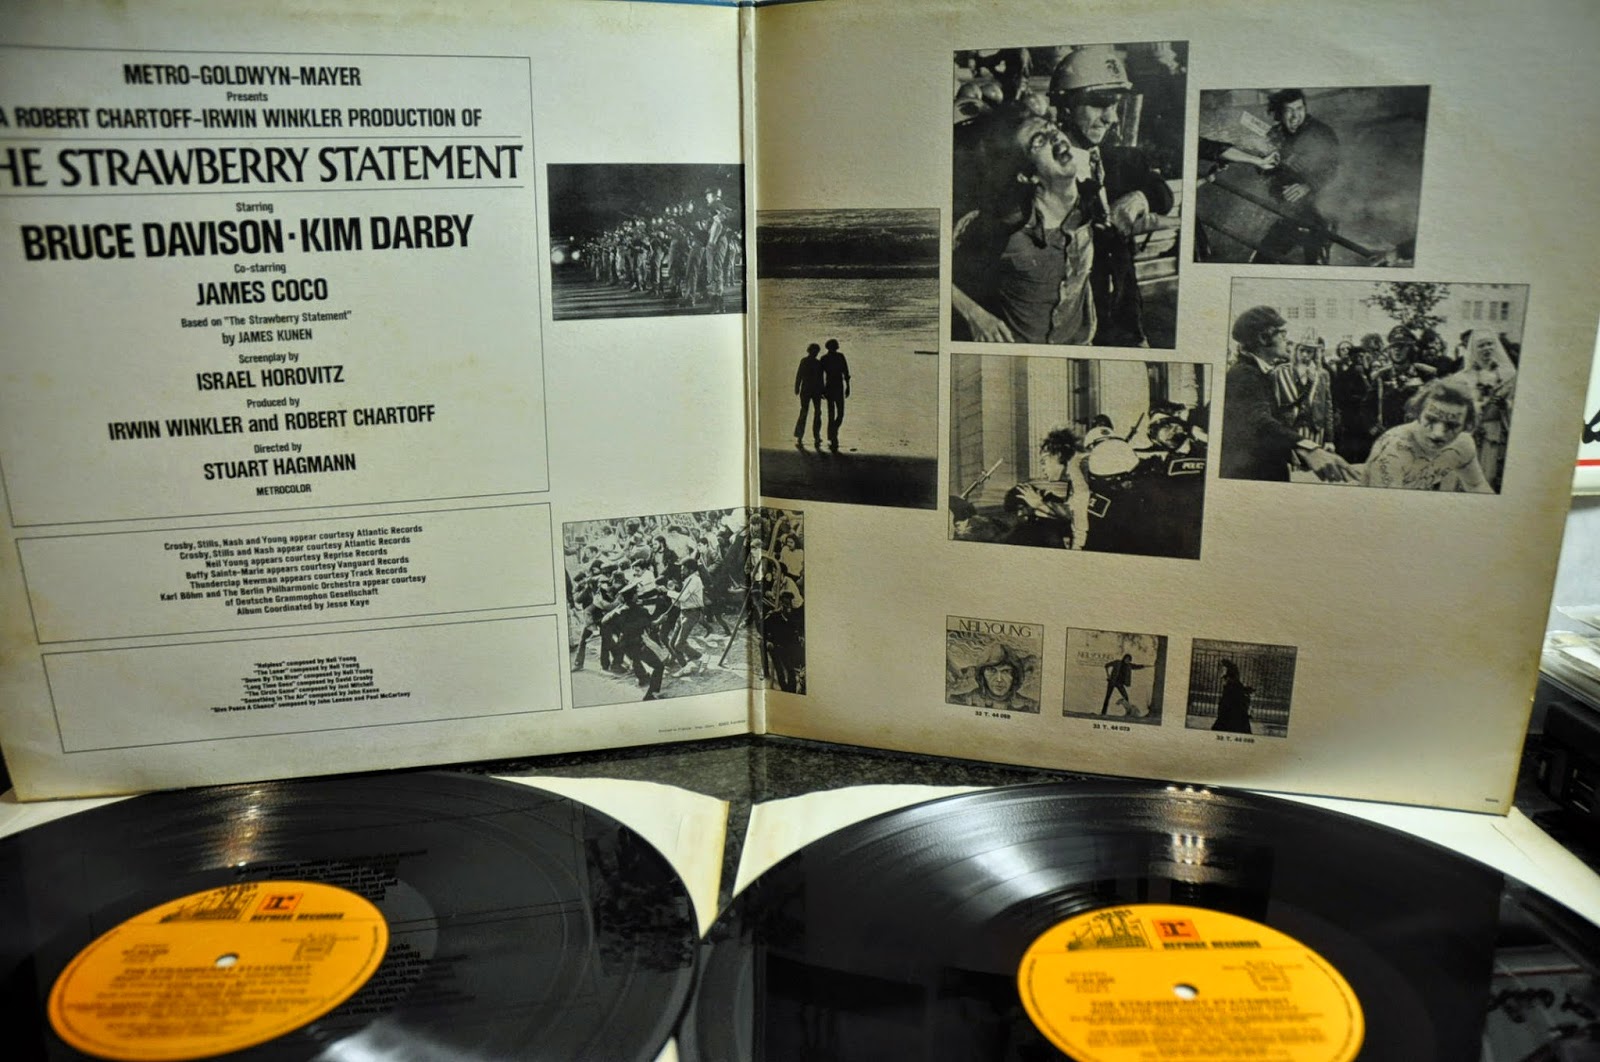 METRO-GOLDWYN-MAYER
Presents
A ROBERT CHARTOFF-IRWIN WINKLER PRODUCTION OF
HE STRAWBERRY STATEMENT
Starring
BRUCE DAVISON · KIM DARBY
Co-starring
JAMES COCO
Based on "The Strawberry Statement"
by JAMES KUNEN
Screenplay by
ISRAEL HOROVITZ
Produced by
IRWIN WINKLER and ROBERT CHARTOFF
Directed by
STUART HAGMANN
METROCOLOR
Crosby, Stills, Nash and Young appear courtesy Atlantic Records
Crosby, Stills and Nash appear courtesy Atlantic Records
Neil Young appears courtesy Reprise Records
Buffy Sainte-Marie appears courtesy Vanguard Records
Thunderclap Newman appears courtesy Track Records
Karl Böhm and The Berlin Philharmonic Orchestra appear courtesy
of Deutsche Grammophon Gesellschaft
Album Coordinated by Jesse Kaye
"Helpless" composed by Neil Young
"The Loner" composed by Neil Young
"Down By The River" composed by Neil Young
"Long Time Gone" composed by David Crosby
"The Circle Game" composed by Joni Mitchell
"Something In The Air" composed by John Keene
"Give Peace A Chance" composed by John Lennon and Paul McCartney
NEIL YOUNG
REPRISE RECORDS
THE STRAWBERRY STATEMENT
REPRISE RECORDS
THE STRAWBERRY STATEMENT